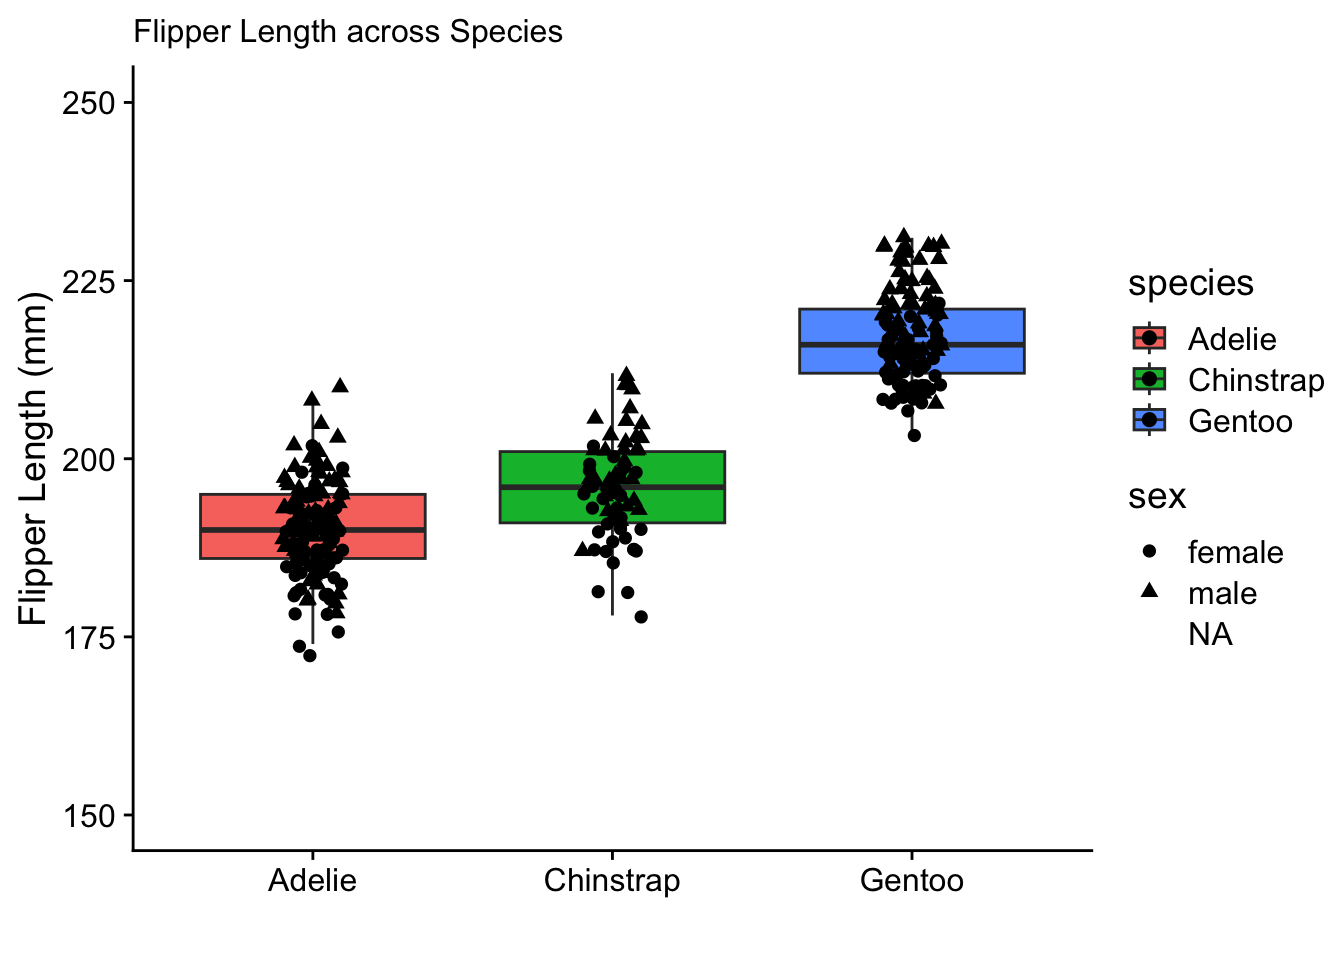 Flipper Length across Species
Flipper Length (mm)
250
225
200
175
150
Adelie
Chinstrap
Gentoo
species
Adelie
Chinstrap
Gentoo
sex
female
male
NA